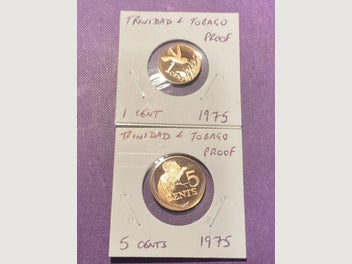 TRINIDAD & TOBAGO
PROOF
1 CENT 1975
TRINIDAD & TOBAGO
PROOF
5
CENTS
5 CENTS 1975